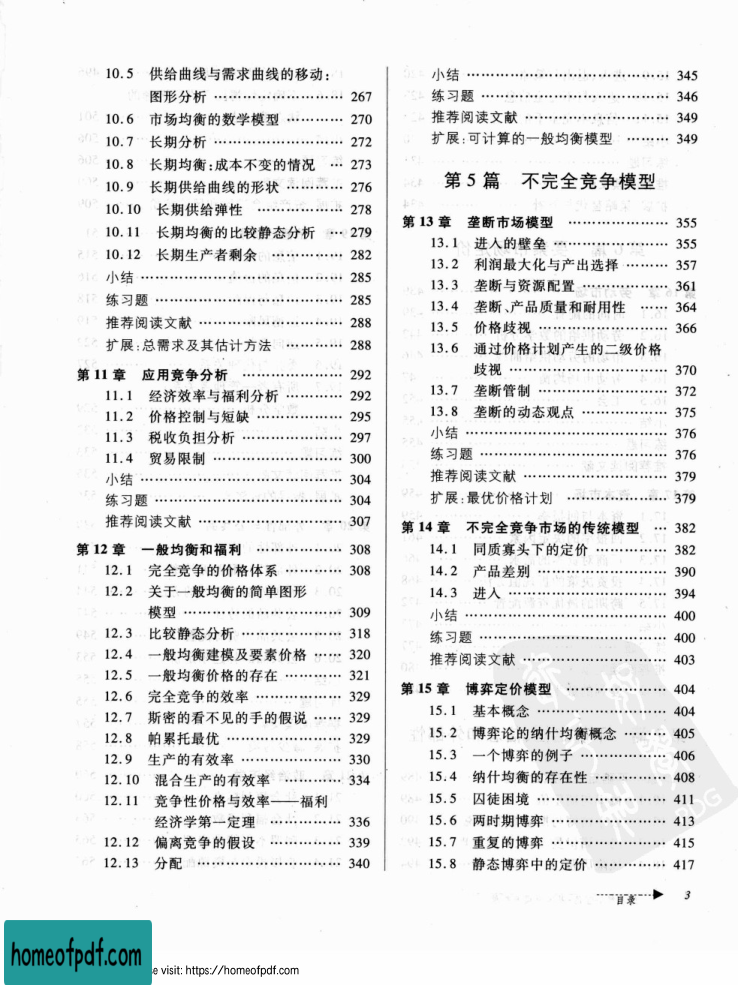 10.5 供给曲线与需求曲线的移动:
图形分析 ………………… 267
10.6 市场均衡的数学模型 ………… 270
10.7 长期分析 ………………… 272
10.8 长期均衡:成本不变的情况 … 273
10.9 长期供给曲线的形状 ………… 276
10.10 长期供给弹性 ………… 278
10.11 长期均衡的比较静态分析 … 279
10.12 长期生产者剩余 ………… 282
小结 ………………………… 285
练习题 ………………………… 285
推荐阅读文献 ………………… 288
扩展:总需求及其估计方法 ……… 288
第11章 应用竞争分析 ………… 292
11.1 经济效率与福利分析 ………… 292
11.2 价格控制与短缺 ………… 295
11.3 税收负担分析 ………… 297
11.4 贸易限制 ………………… 300
小结 ………………………… 304
练习题 ………………………… 304
推荐阅读文献 ………………… 307
第12章 一般均衡和福利 ………… 308
12.1 完全竞争的价格体系 ………… 308
12.2 关于一般均衡的简单图形
模型 ………………… 309
12.3 比较静态分析 ………… 318
12.4 一般均衡建模及要素价格 …… 320
12.5 一般均衡价格的存在 ………… 321
12.6 完全竞争的效率 ………… 329
12.7 斯密的看不见的手的假说 …… 329
12.8 帕累托最优 ………… 329
12.9 生产的有效率 ………… 330
12.10 混合生产的有效率 ………… 334
12.11 竞争性价格与效率——福利
经济学第一定理 ………… 336
12.12 偏离竞争的假设 ………… 339
12.13 分配 ………………… 340
小结 ………………………… 345
练习题 ………………………… 346
推荐阅读文献 ………………… 349
扩展:可计算的一般均衡模型 ……… 349
第5篇 不完全竞争模型
第13章 垄断市场模型 ………… 355
13.1 进入的壁垒 ………… 355
13.2 利润最大化与产出选择 ……… 357
13.3 垄断与资源配置 ………… 361
13.4 垄断、产品质量和耐用性 …… 364
13.5 价格歧视 ………………… 366
13.6 通过价格计划产生的二级价格
歧视 ………………… 370
13.7 垄断管制 ………………… 372
13.8 垄断的动态观点 ………… 375
小结 ………………………… 376
练习题 ………………………… 376
推荐阅读文献 ………………… 379
扩展:最优价格计划 ………… 379
第14章 不完全竞争市场的传统模型 … 382
14.1 同质寡头下的定价 ………… 382
14.2 产品差别 ………………… 390
14.3 进入 ………………… 394
小结 ………………………… 400
练习题 ………………………… 400
推荐阅读文献 ………………… 403
第15章 博弈定价模型 ………… 404
15.1 基本概念 ………………… 404
15.2 博弈论的纳什均衡概念 ……… 405
15.3 一个博弈的例子 ………… 406
15.4 纳什均衡的存在性 ………… 408
15.5 囚徒困境 ………………… 411
15.6 两时期博弈 ………… 413
15.7 重复的博弈 ………… 415
15.8 静态博弈中的定价 ………… 417
目录 3
homeofpdf.com
e visit: https://homeofpdf.com